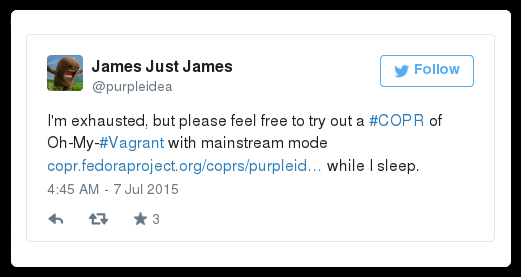 James Just James
Follow
@purpleidea
I'm exhausted, but please feel free to try out a #COPR of
Oh-My-#Vagrant with mainstream mode
copr.fedoraproject.org/coprs/purpleid… while I sleep.
4:45 AM - 7 Jul 2015
3